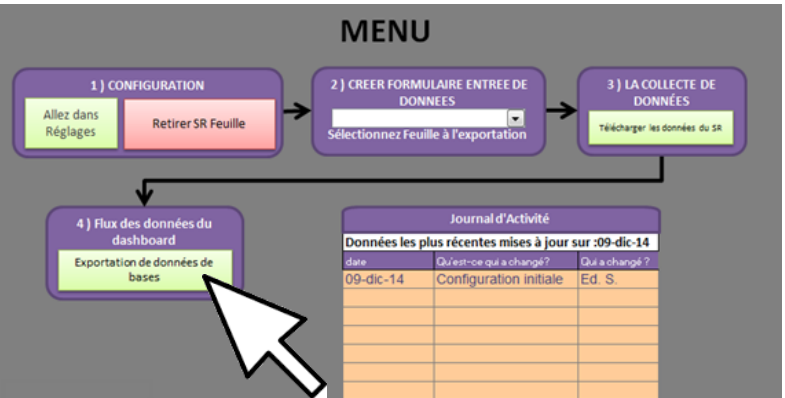 MENU
1 ) CONFIGURATION
Allez dans
Réglages
Retirer SR Feuille
2 ) CREER FORMULAIRE ENTREE DE
DONNEES
Sélectionnez Feuille à l'exportation
3 ) LA COLLECTE DE
DONNÉES
Télécharger les données du SR
4 ) Flux des données du
dashboard
Exportation de données de
bases
Journal d'Activité
Données les plus récentes mises à jour sur :09-dic-14
date Qu'est-ce qui a changé? Qui a changé ?
09-dic-14 Configuration initiale Ed. S.